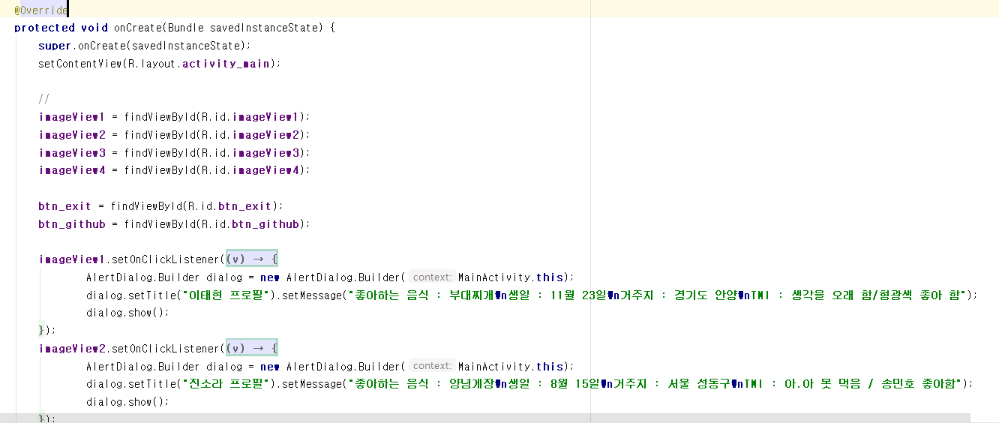 @Override
protected void onCreate(Bundle savedInstanceState) {
super.onCreate(savedInstanceState);
setContentView(R.layout.activity_main);
//
imageView1 = findViewById(R.id.imageView1);
imageView2 = findViewById(R.id.imageView2);
imageView3 = findViewById(R.id.imageView3);
imageView4 = findViewById(R.id.imageView4);
btn_exit = findViewById(R.id.btn_exit);
btn_github = findViewById(R.id.btn_github);
imageView1.setOnClickListener((v) → {
AlertDialog.Builder dialog = new AlertDialog.Builder( context: MainActivity.this);
dialog.setTitle("이태현 프로필").setMessage("좋아하는 음식 : 부대찌개₩n생일 : 11월 23일₩n거주지 : 경기도 안양₩nTMI : 생각을 오래 함/형광색 좋아 함");
dialog.show();
});
imageView2.setOnClickListener((v) → {
AlertDialog.Builder dialog = new AlertDialog.Builder( context: MainActivity.this);
dialog.setTitle("진소라 프로필").setMessage("좋아하는 음식 : 양념게장₩n생일 : 8월 15일₩n거주지 : 서울 성동구₩nTMI : 아.아 못 먹음 / 송민호 좋아함");
dialog.show();
});